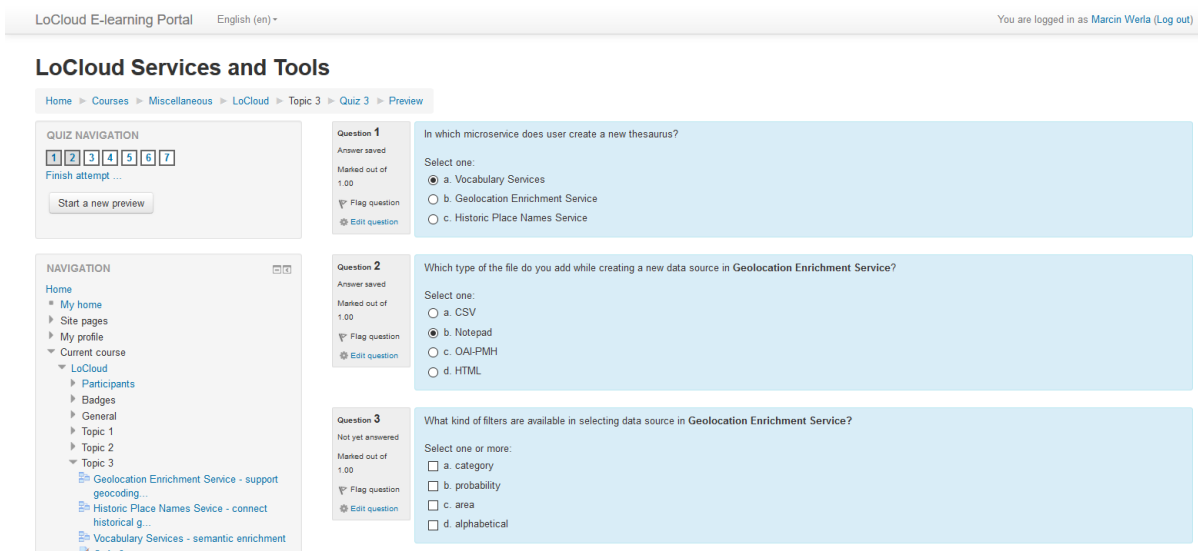 LoCloud E-learning Portal English (en)
You are logged in as Marcin Werla (Log out)
LoCloud Services and Tools
Home Courses Miscellaneous LoCloud Topic 3 Quiz 3 Preview
QUIZ NAVIGATION
1 2 3 4 5 6 7
Finish attempt ...
Start a new preview
NAVIGATION
Home
My home
Site pages
My profile
Current course
LoCloud
Participants
Badges
General
Topic 1
Topic 2
Topic 3
Geolocation Enrichment Service - support
geocoding...
Historic Place Names Sevice - connect
historical g...
Vocabulary Services - semantic enrichment
Question 1
Answer saved
Marked out of
1.00
Flag question
Edit question
In which microservice does user create a new thesaurus?
Select one:
a. Vocabulary Services
b. Geolocation Enrichment Service
c. Historic Place Names Service
Question 2
Answer saved
Marked out of
1.00
Flag question
Edit question
Which type of the file do you add while creating a new data source in Geolocation Enrichment Service?
Select one:
a. CSV
b. Notepad
c. OAI-PMH
d. HTML
Question 3
Not yet answered
Marked out of
1.00
Flag question
Edit question
What kind of filters are available in selecting data source in Geolocation Enrichment Service?
Select one or more:
a. category
b. probability
c. area
d. alphabetical